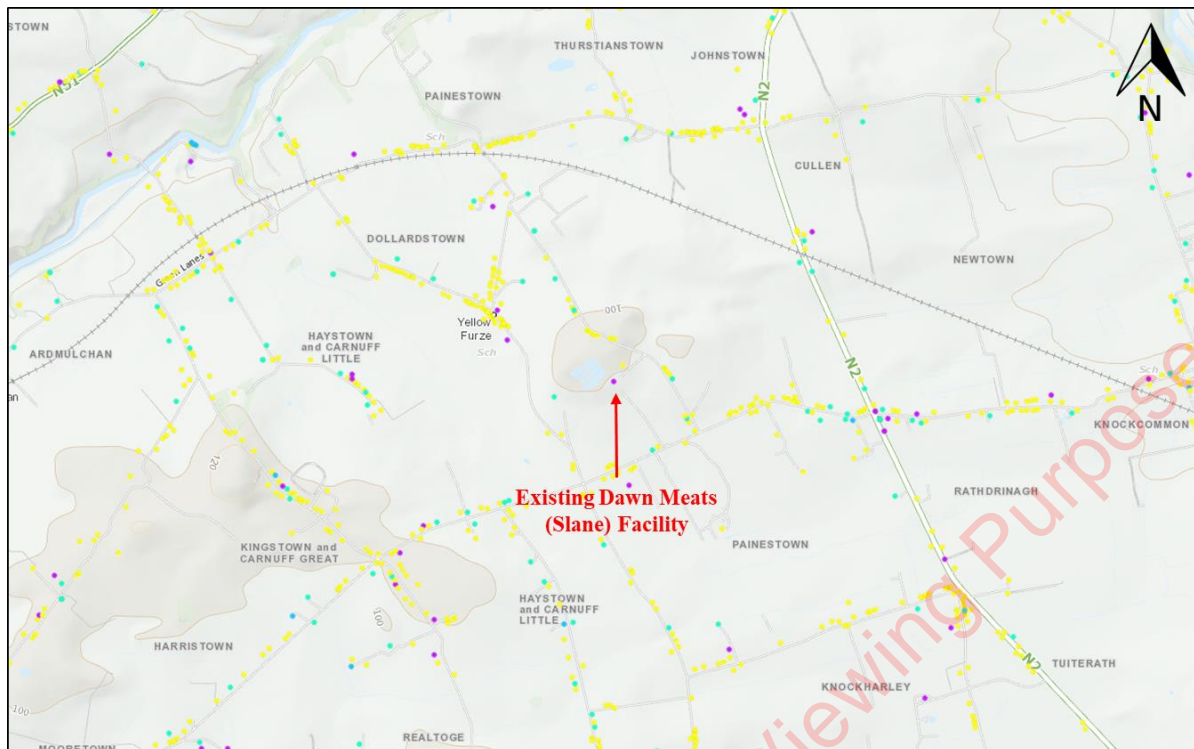 STOWN
THURSTIANSTOWN
JOHNSTOWN
N2
N51
PAINESTOWN
N
Sch
CULLEN
DOLLARDSTOWN
NEWTOWN
Green Lanes
100
Yellow
Furze
Sch
HAYSTOWN
and CARNUFF
LITTLE
ARDMULCHAN
an
N2
Sch
KNOCKCOMMON
120
Existing Dawn Meats
(Slane) Facility
RATHDRINAGH
KINGSTOWN and
CARNUFF GREAT
PAINESTOWN
HAYSTOWN
and CARNUFF
LITTLE
100
HARRISTOWN
N2
TUITERATH
KNOCKHARLEY
100
REALTOGE
MOORETOWN
Viewing Purpose